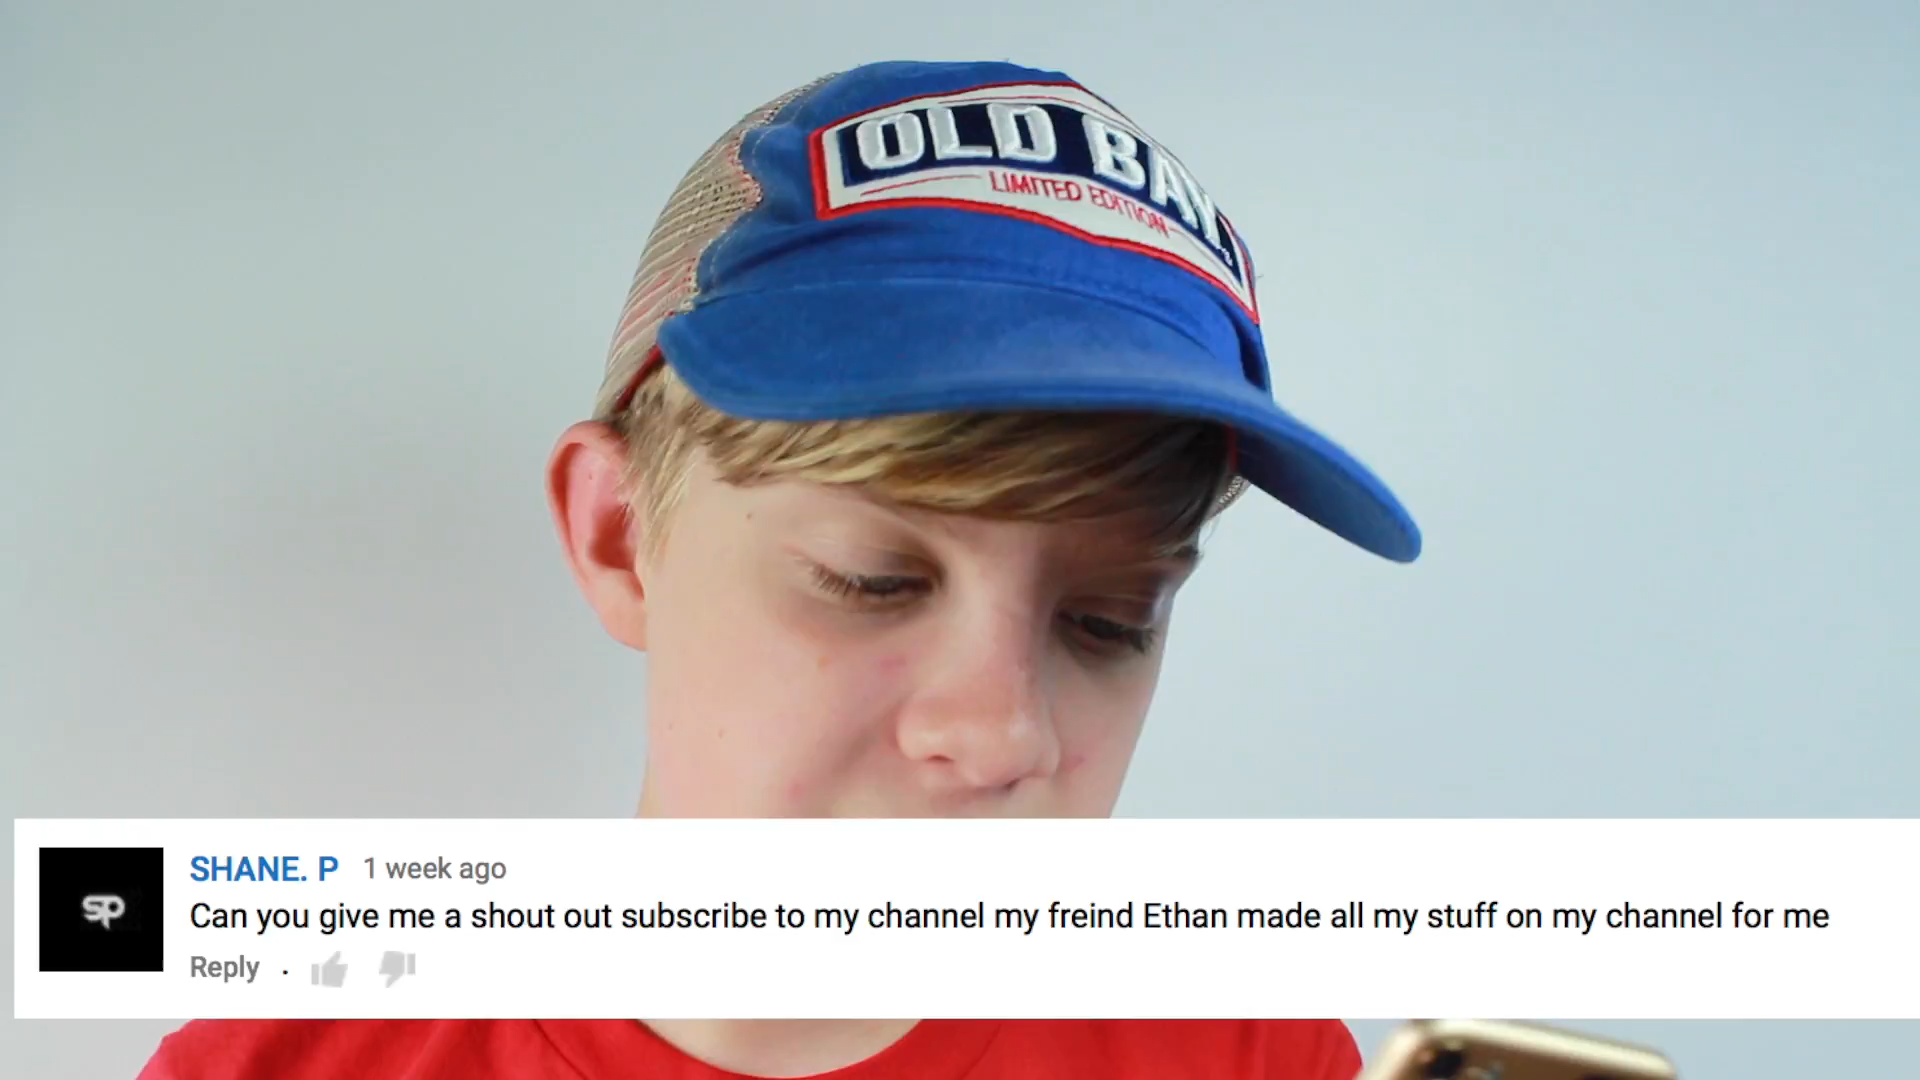 OLD BAY
LIMITED EDITION
SP
SHANE. P 1 week ago
Can you give me a shout out subscribe to my channel my freind Ethan made all my stuff on my channel for me
Reply .